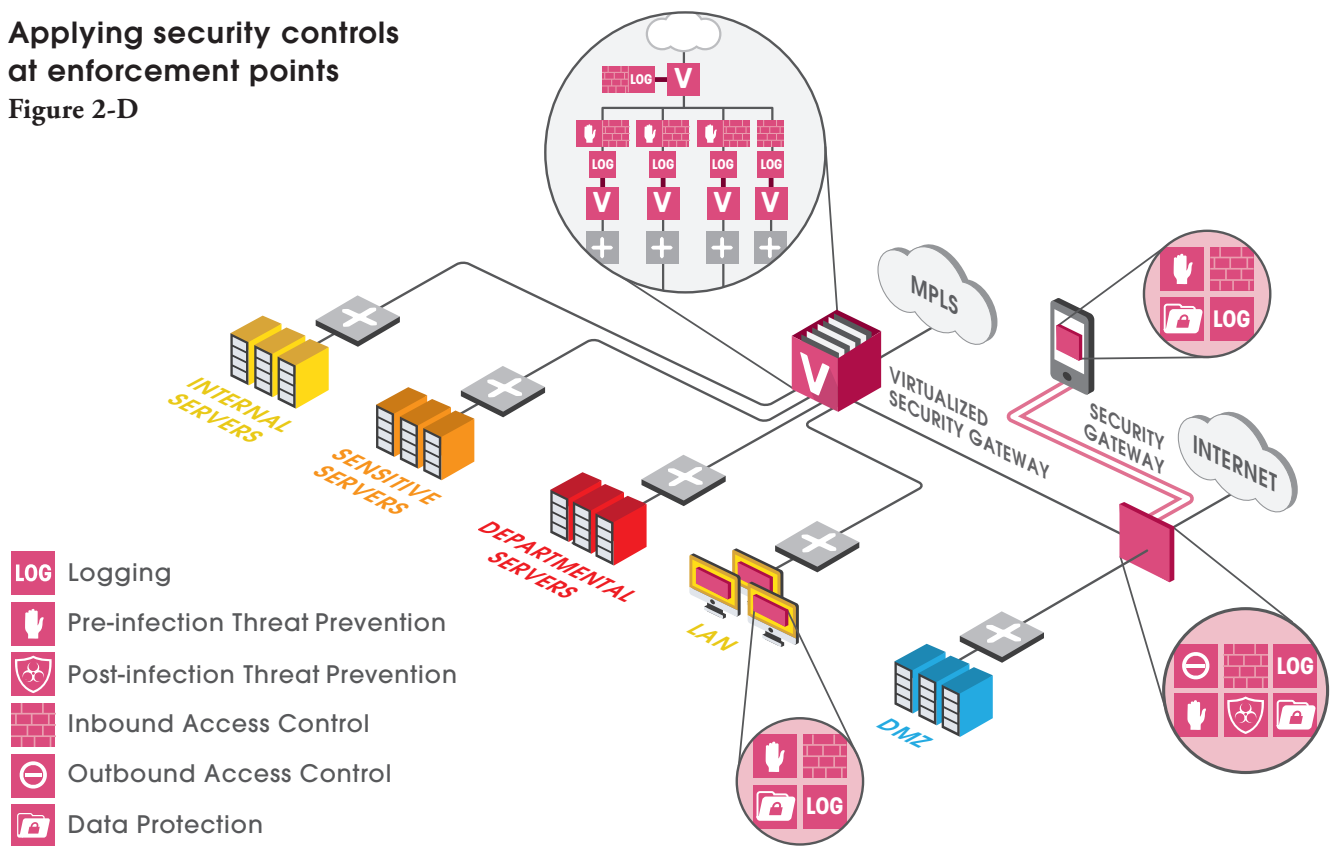 Applying security controls
at enforcement points
Figure 2-D
LOG
V
LOG
LOG
LOG
LOG
V
V
V
V
MPLS
V
VIRTUALIZED
SECURITY GATEWAY
LOG
SECURITY
GATEWAY
INTERNET
INTERNAL
SERVERS
SENSITIVE
SERVERS
DEPARTMENTAL
SERVERS
LAN
DMZ
LOG
LOG
LOG Logging
Pre-infection Threat Prevention
Post-infection Threat Prevention
Inbound Access Control
Outbound Access Control
Data Protection